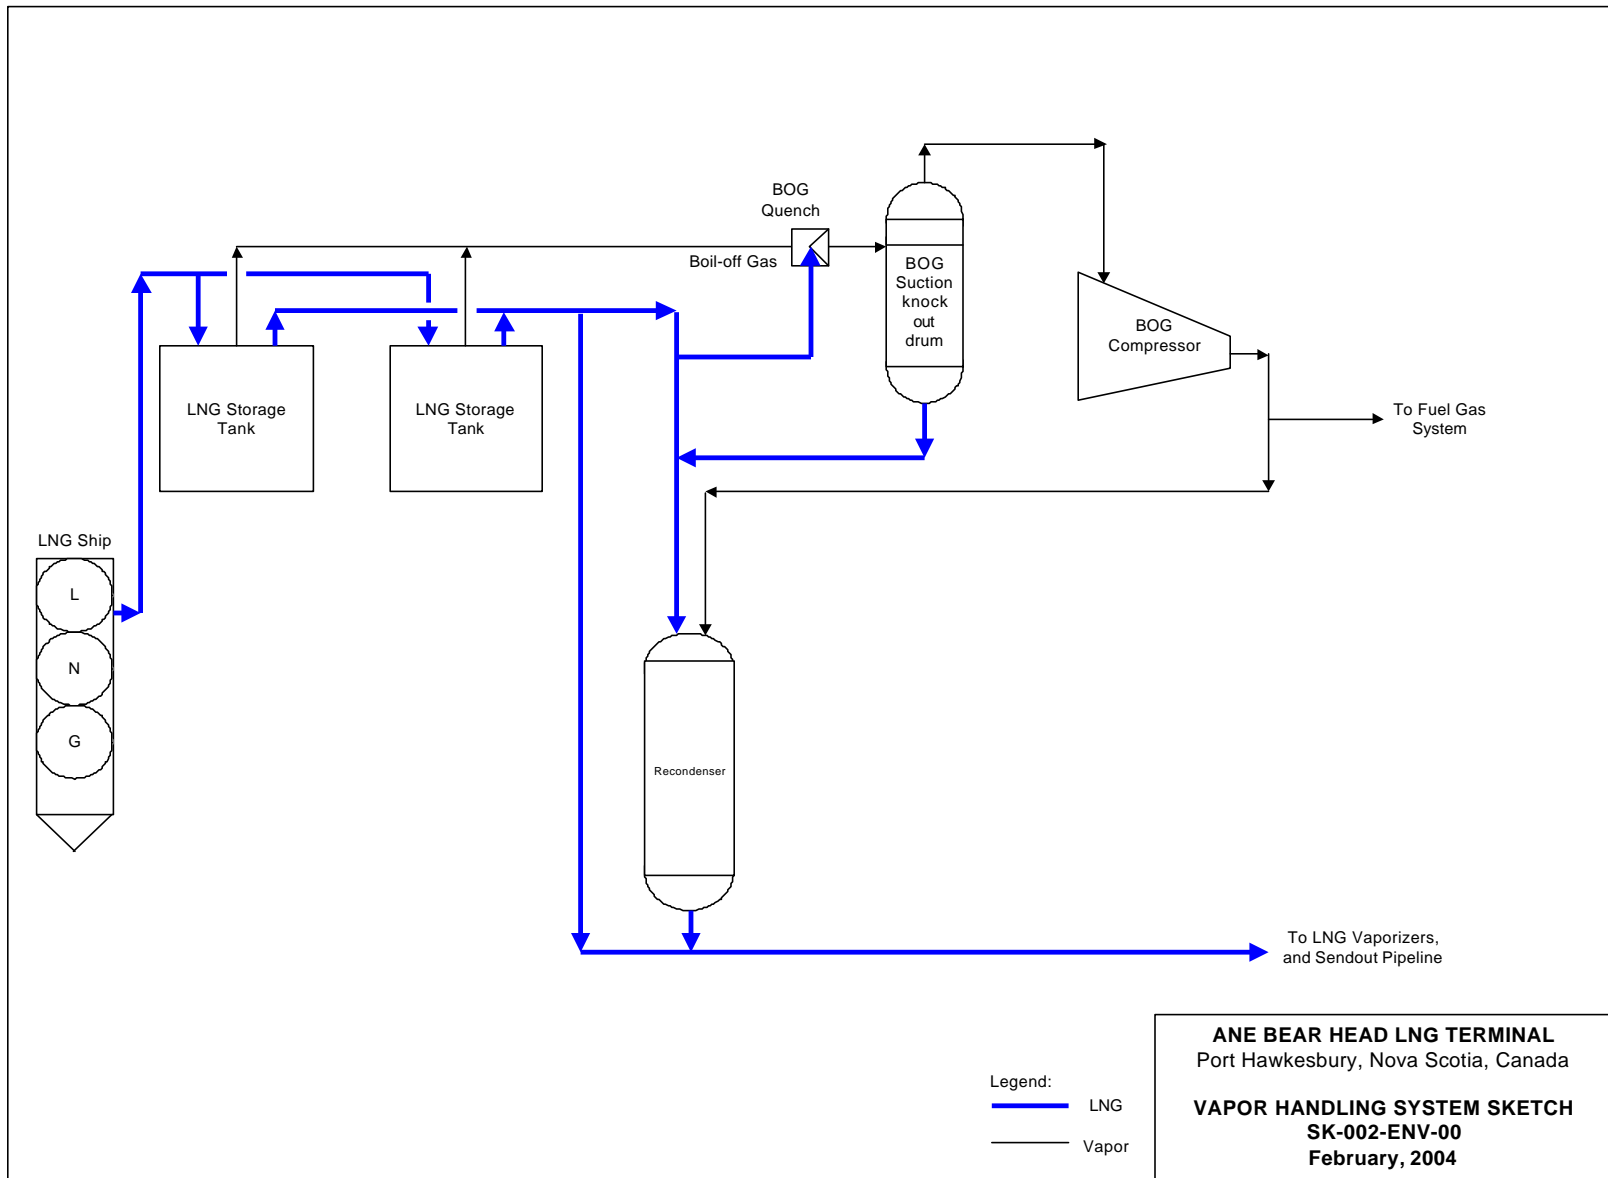 BOG
Quench
Boil-off Gas
BOG
Suction
knock
out
drum
BOG
Compressor
LNG Storage
Tank
LNG Storage
Tank
To Fuel Gas
System
LNG Ship
L
N
G
Recondenser
To LNG Vaporizers,
and Sendout Pipeline
Legend:
LNG
Vapor
ANE BEAR HEAD LNG TERMINAL
Port Hawkesbury, Nova Scotia, Canada
VAPOR HANDLING SYSTEM SKETCH
SK-002-ENV-00
February, 2004